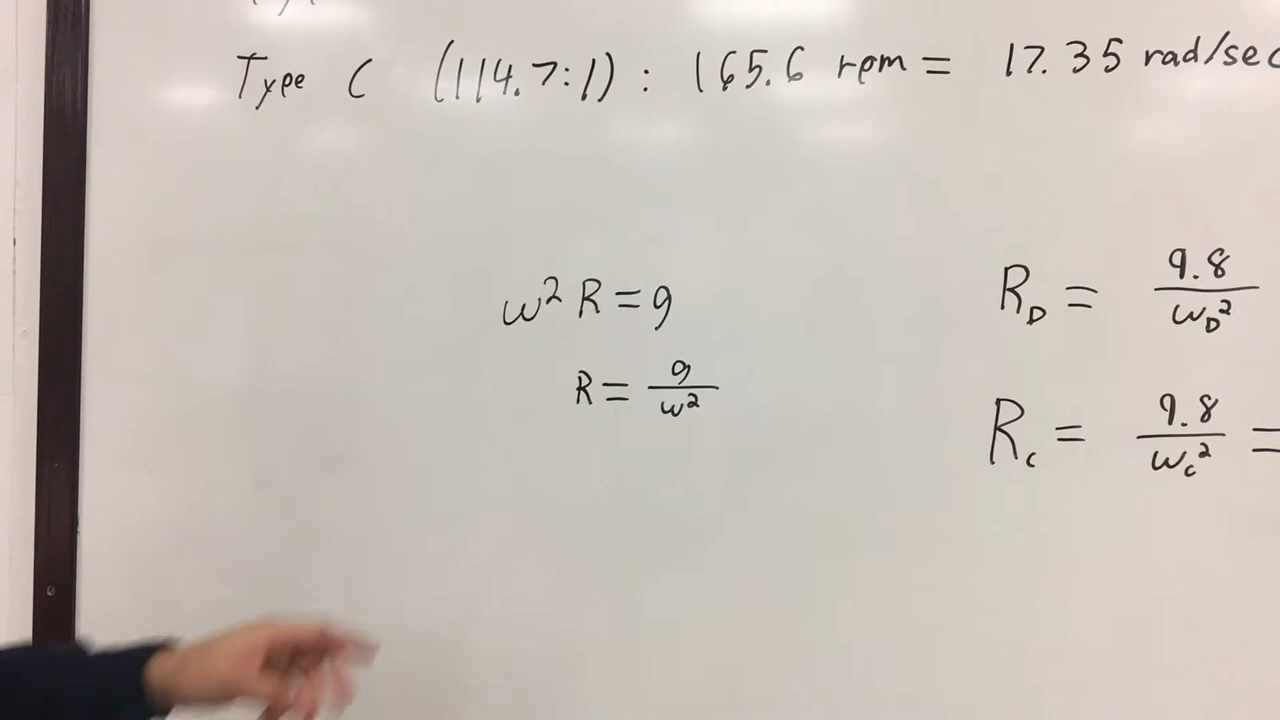 Type C (114.7:1) : 165.6 rpm = 17.35 rad/sec
ω² R = g
R = g/ω²
R_D = 9.8/ω_D²
R_c = 9.8/ω_c² =